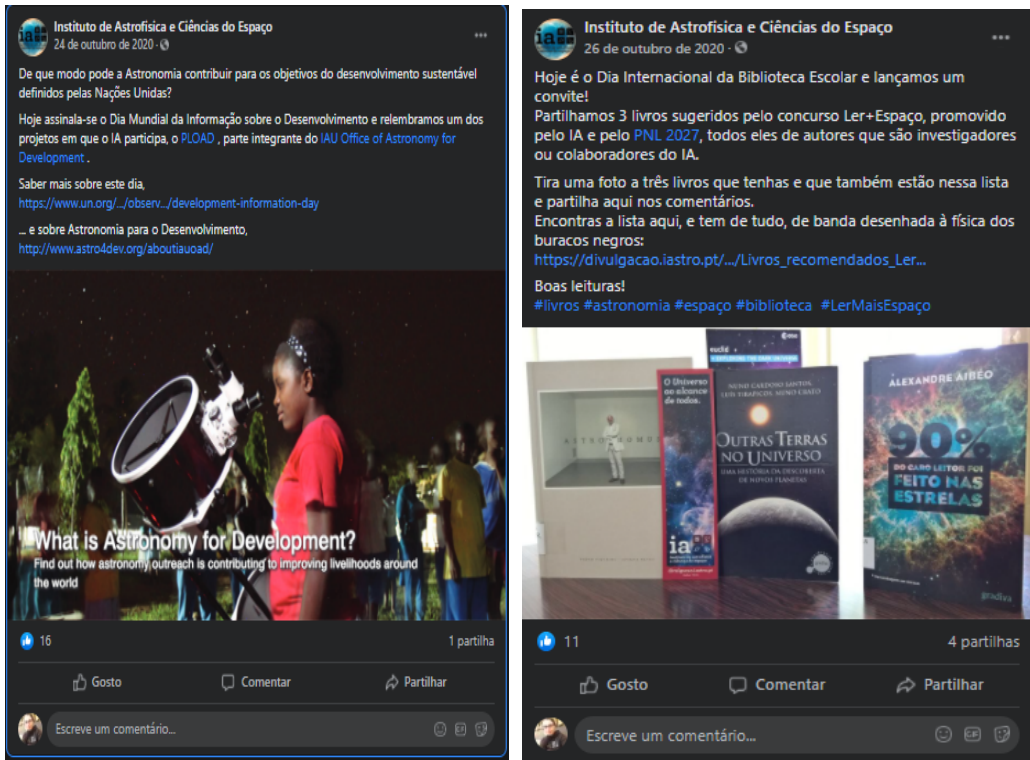 Instituto de Astrofísica e Ciências do Espaço
24 de outubro de 2020 ·
De que modo pode a Astronomia contribuir para os objetivos do desenvolvimento sustentável
definidos pelas Nações Unidas?
Hoje assinala-se o Dia Mundial da Informação sobre o Desenvolvimento e relembramos um dos
projetos em que o IA participa, o PLOAD , parte integrante do IAU Office of Astronomy for
Development .
Saber mais sobre este dia,
https://www.un.org/.../observ.../development-information-day
... e sobre Astronomia para o Desenvolvimento,
http://www.astro4dev.org/aboutiauoad/
What is Astronomy for Development?
Find out how astronomy outreach is contributing to improving livelihoods around
the world
16
1 partilha
Gosto
Comentar
Partilhar
Escreve um comentário...
GIF
Instituto de Astrofísica e Ciências do Espaço
26 de outubro de 2020 ·
Hoje é o Dia Internacional da Biblioteca Escolar e lançamos um
convite!
Partilhamos 3 livros sugeridos pelo concurso Ler+Espaço, promovido
pelo IA e pelo PNL 2027, todos eles de autores que são investigadores
ou colaboradores do IA.
Tira uma foto a três livros que tenhas e que também estão nessa lista
e partilha aqui nos comentários.
Encontras a lista aqui, e tem de tudo, de banda desenhada à física dos
buracos negros:
https://divulgacao.iastro.pt/.../Livros_recomendados_Ler...
Boas leituras!
#livros #astronomia #espaço #biblioteca #LerMaisEspaço
euclid
esa
O Universo
ao alcance
de todos.
ia
NUNO CARDOSO SANTOS,
LUÍS TIRAPICOS, NUNO CRATO
OUTRAS TERRAS
NO UNIVERSO
UMA HISTÓRIA DA DESCOBERTA
DE NOVOS PLANETAS
ALEXANDRE AIBÉO
90%
DO CARO LEITOR FOI
FEITO NAS
ESTRELAS
gradiva
11
4 partilhas
Gosto
Comentar
Partilhar
Escreve um comentário...
GIF